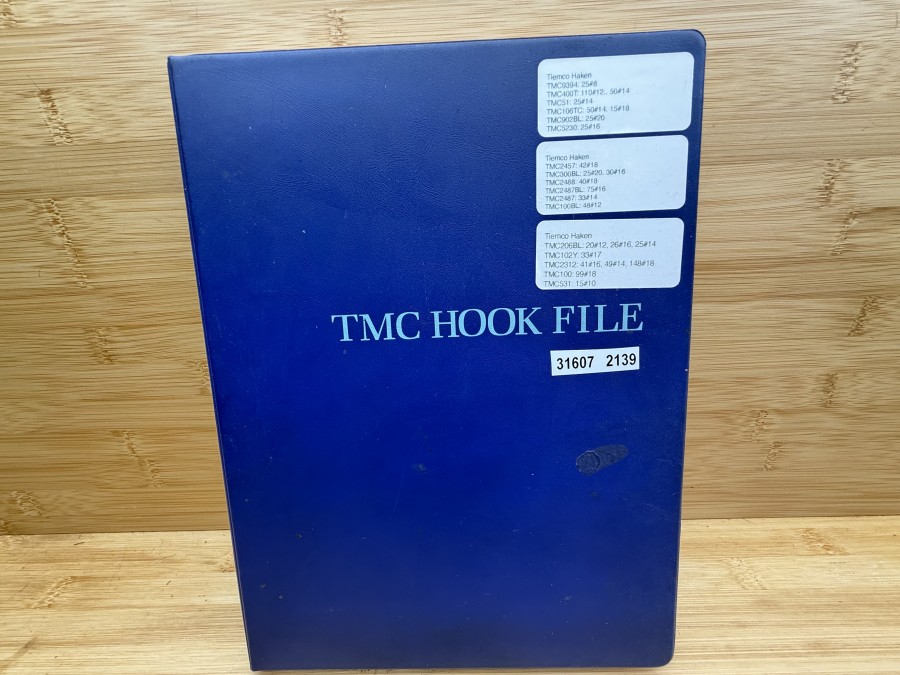 Tiemco Haken
TMC9394: 25#8
TMC400T: 110#12,, 50#14
TMC51: 25#14
TMC106TC: 50#14, 15#18
TMC902BL: 25#20
TMC5230: 25#16
Tiemco Haken
TMC2457: 42#18
TMC300BL: 25#20, 30#16
TMC2488: 40#18
TMC2487BL: 75#16
TMC2487: 33#14
TMC100BL: 48#12
Tiemco Haken
TMC206BL: 20#12, 26#16, 25#14
TMC102Y: 33#17
TMC2312: 41#16, 49#14, 148#18
TMC100: 99#18
TMC531: 15#10
TMC HOOK FILE
31607 2139